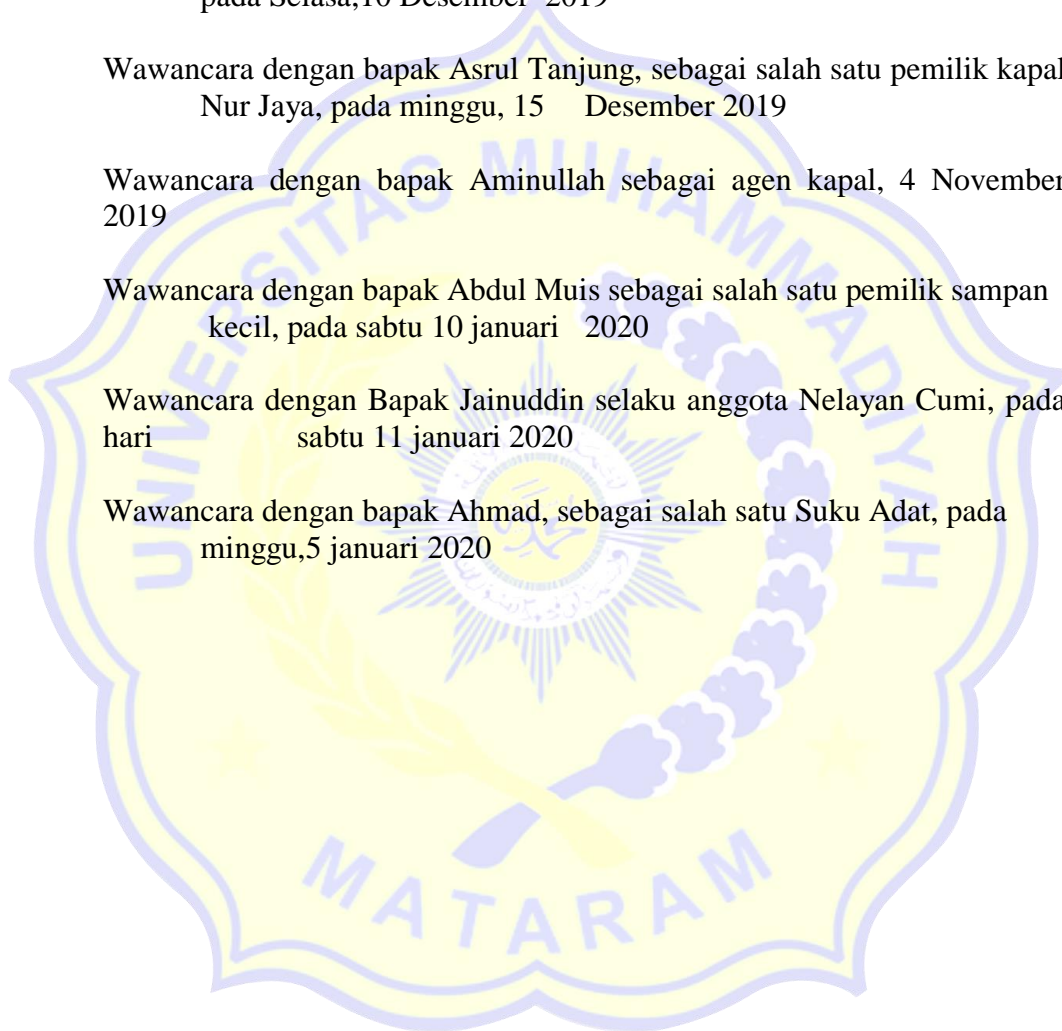 pada Selasa,10 Desember 2019
Wawancara dengan bapak Asrul Tanjung, sebagai salah satu pemilik kapal
Nur Jaya, pada minggu, 15 Desember 2019
Wawancara dengan bapak Aminullah sebagai agen kapal, 4 November
2019
Wawancara dengan bapak Abdul Muis sebagai salah satu pemilik sampan
kecil, pada sabtu 10 januari 2020
Wawancara dengan Bapak Jainuddin selaku anggota Nelayan Cumi, pada
hari sabtu 11 januari 2020
Wawancara dengan bapak Ahmad, sebagai salah satu Suku Adat, pada
minggu,5 januari 2020
UNIVERSITAS MUHAMMADIYAH
MATARAM